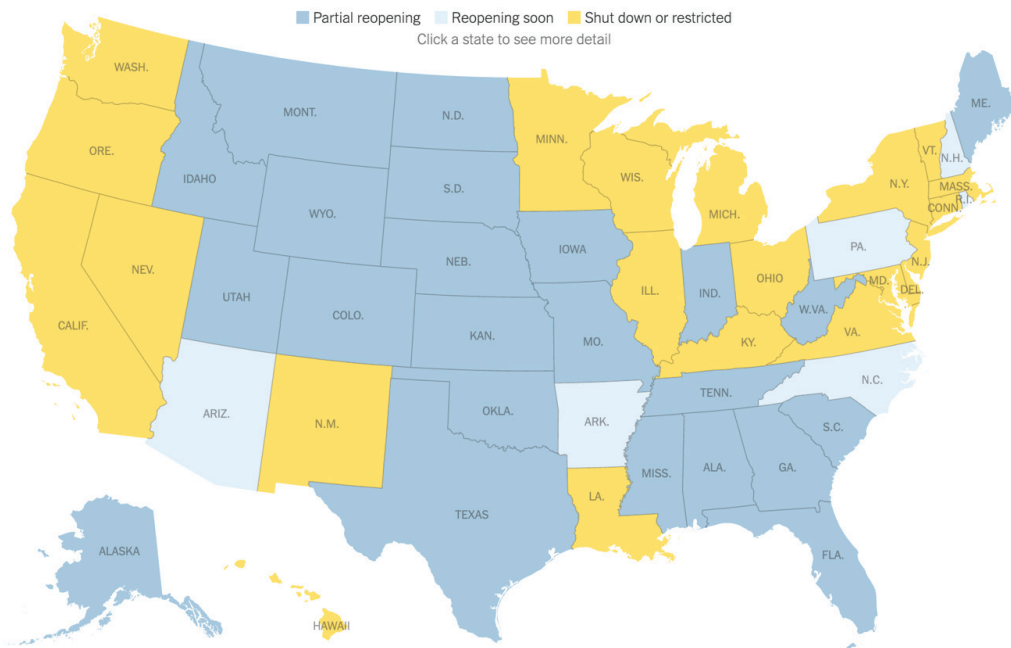 Partial reopening Reopening soon Shut down or restricted
Click a state to see more detail
WASH.
ME.
MONT.
N.D.
MINN.
ORE.
VT.
N.H.
IDAHO
S.D.
WIS.
N.Y.
MASS.
MICH.
CONN.
R.I.
WYO.
PA.
IOWA
N.J.
NEB.
NEV.
OHIO
MD.
DEL.
UTAH
ILL.
IND.
W.VA.
COLO.
CALIF.
KAN.
MO.
KY.
VA.
N.C.
TENN.
ARIZ.
OKLA.
N.M.
ARK.
S.C.
MISS.
ALA.
GA.
LA.
TEXAS
ALASKA
FLA.
HAWAII